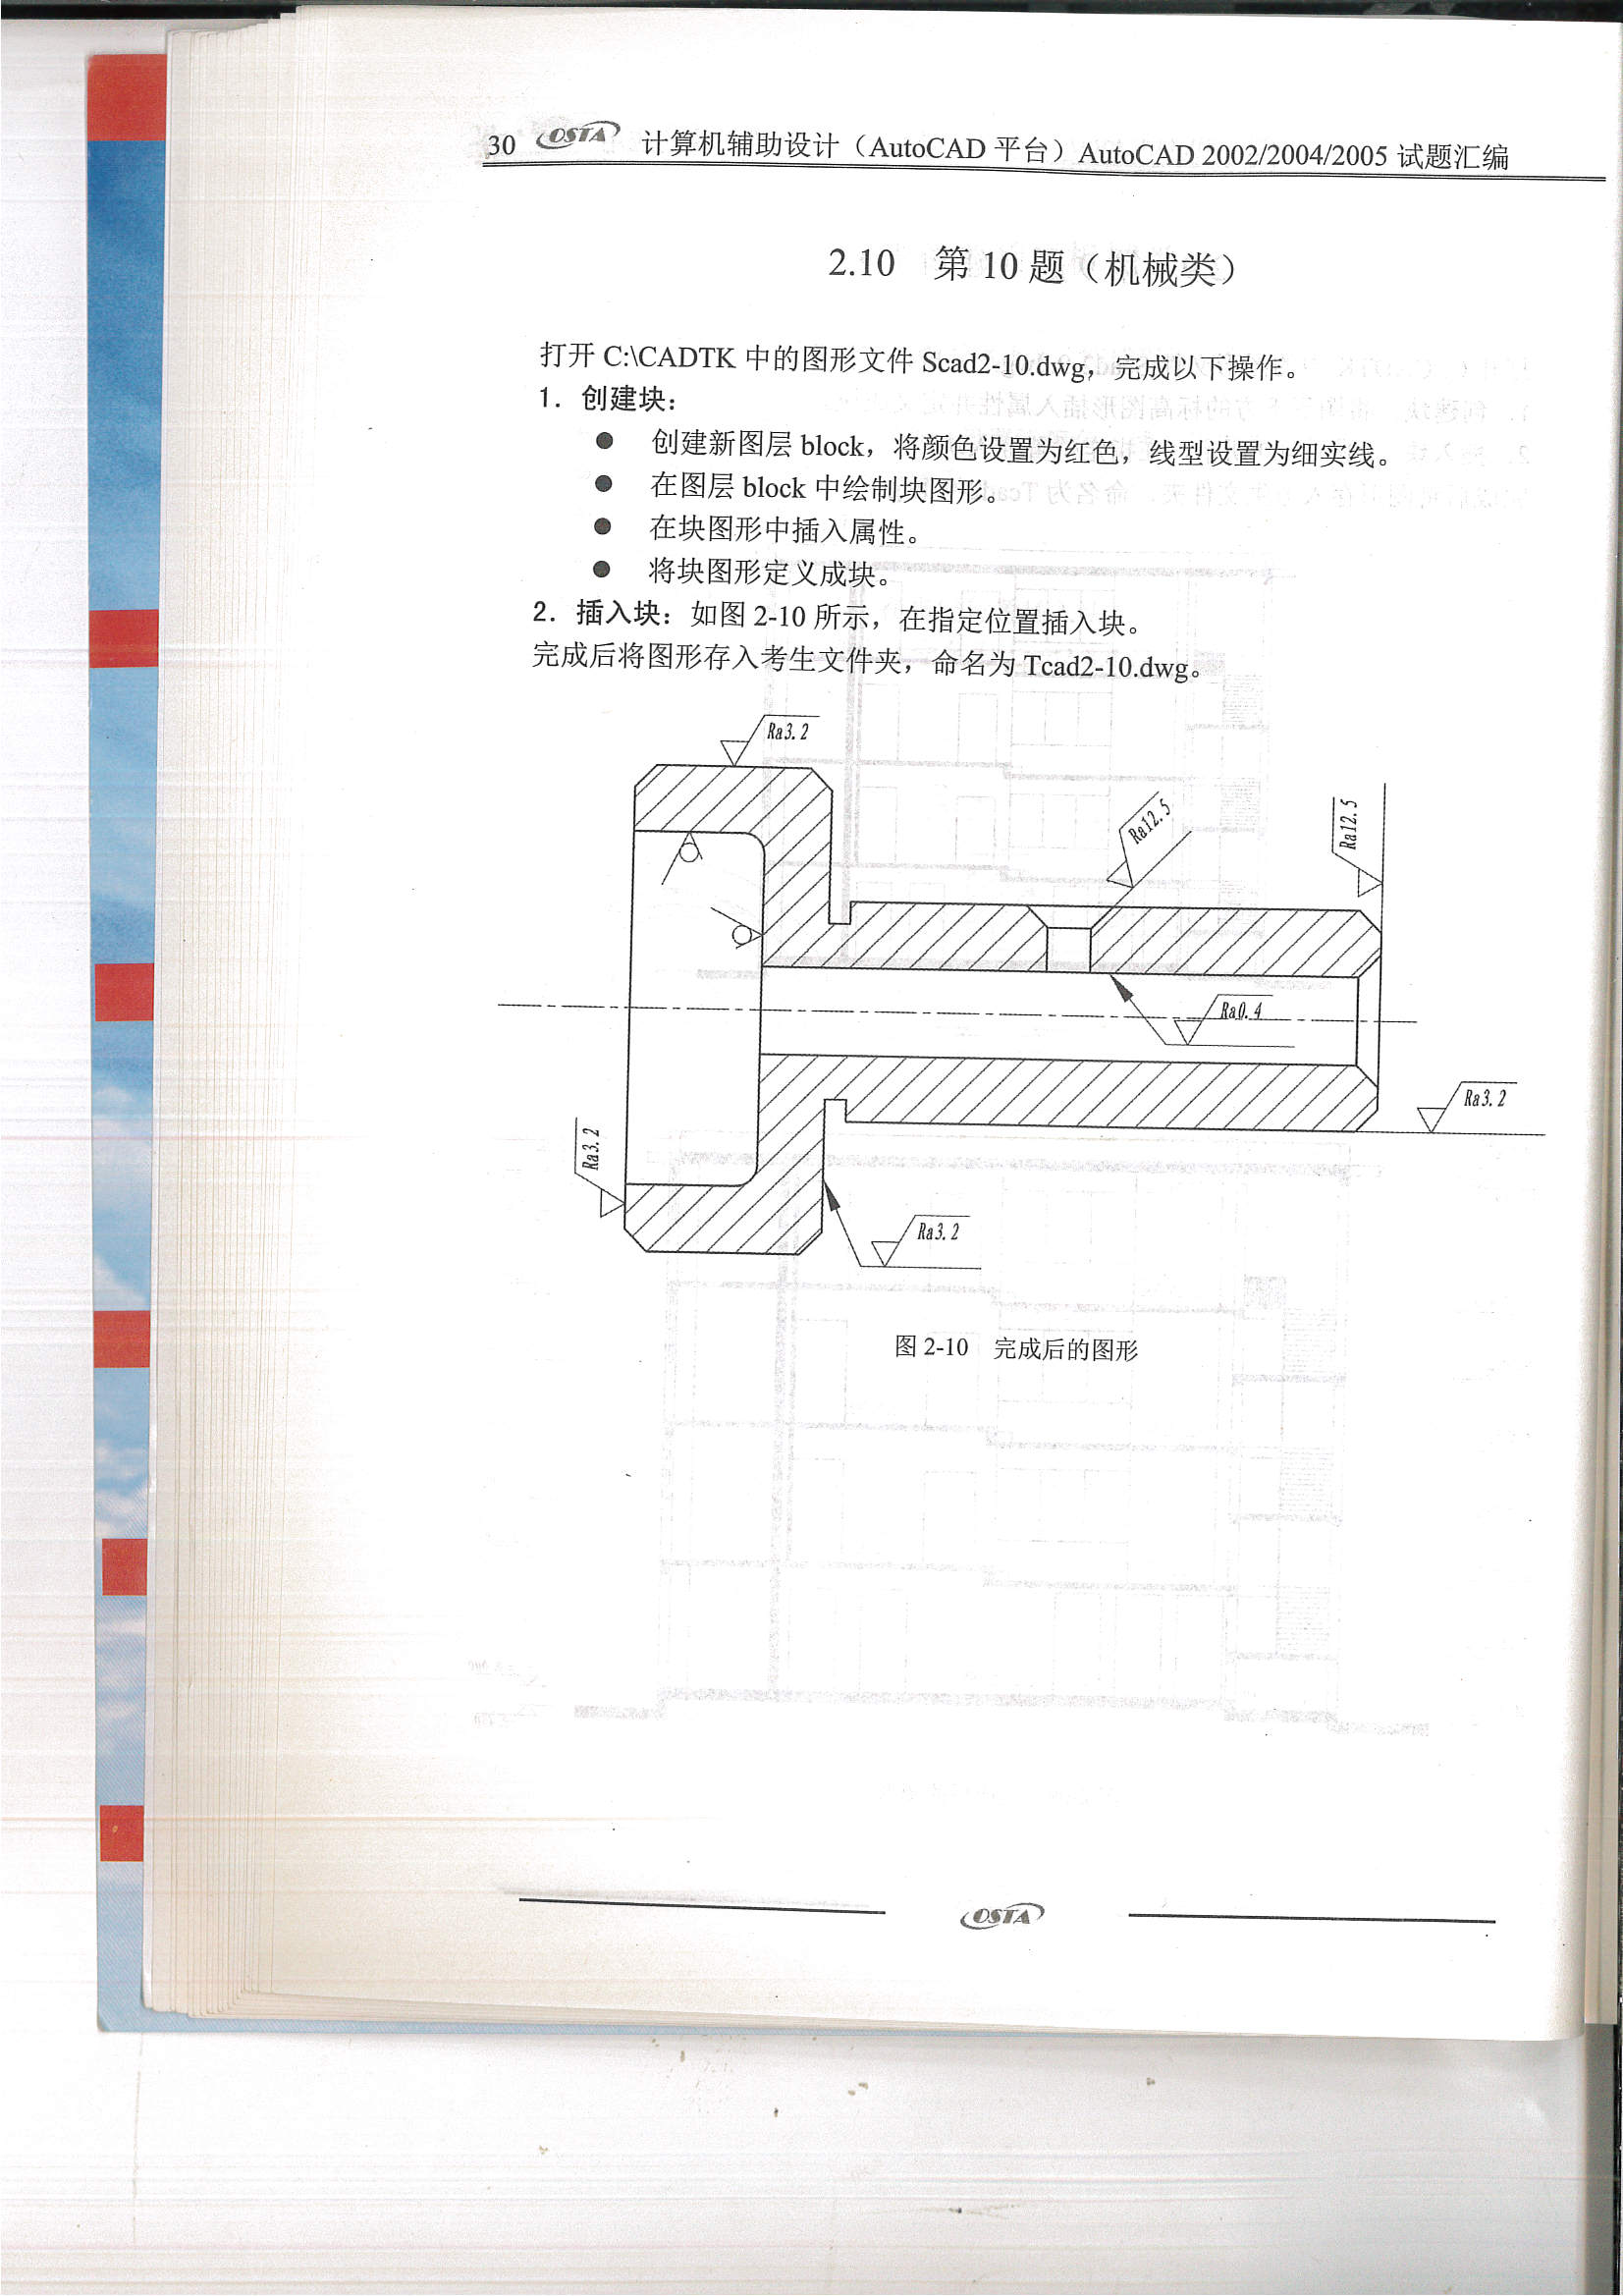 30 OSTA 计算机辅助设计（AutoCAD 平台）AutoCAD 2002/2004/2005 试题汇编
2.10 第 10 题（机械类）
打开 C:\CADTK 中的图形文件 Scad2-10.dwg，完成以下操作。
1．创建块：
● 创建新图层 block，将颜色设置为红色，线型设置为细实线。
● 在图层 block 中绘制块图形。
● 在块图形中插入属性。
● 将块图形定义成块。
2．插入块：如图 2-10 所示，在指定位置插入块。
完成后将图形存入考生文件夹，命名为 Tcad2-10.dwg。
Ra3.2
Ra12.5
Ra12.5
Ra0.4
Ra3.2
Ra3.2
Ra3.2
图 2-10 完成后的图形
OSTA